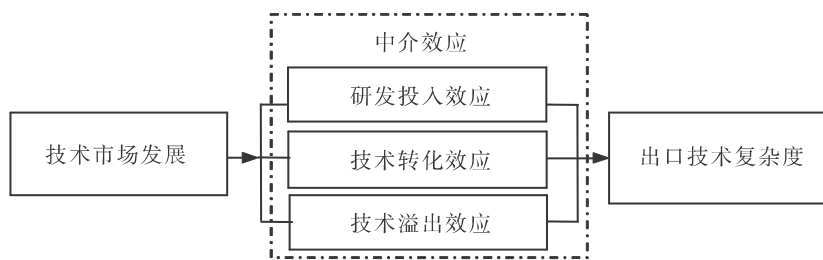 中介效应
研发投入效应
技术市场发展
技术转化效应
出口技术复杂度
技术溢出效应